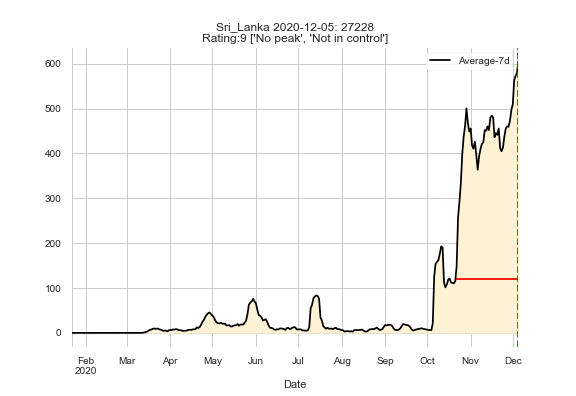 Sri_Lanka 2020-12-05: 27228
Rating:9 ['No peak', 'Not in control']
Average-7d
600
500
400
300
200
100
0
Feb Mar Apr May Jun Jul Aug Sep Oct Nov Dec
2020
Date